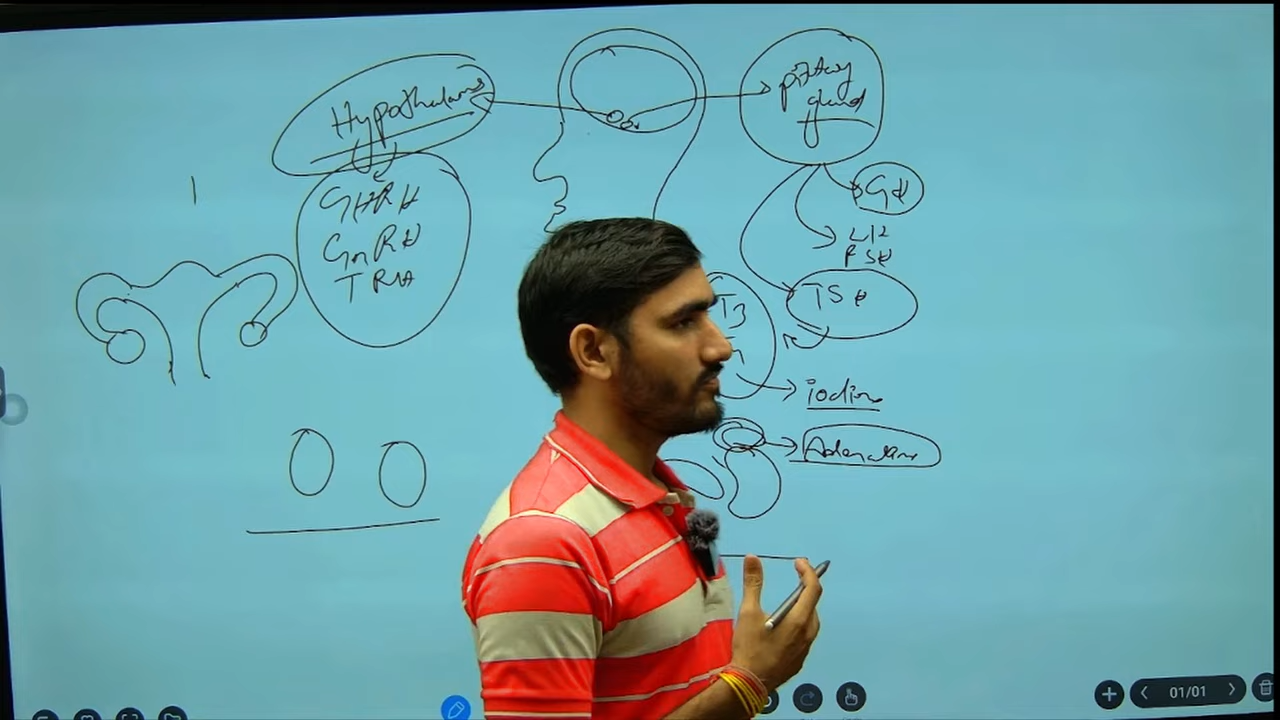 Hypothalamus
pituitary
gland
GHRH
GnRH
TRH
GH
LH
FSH
TSH
T3
iodine
Adrenaline
01/01